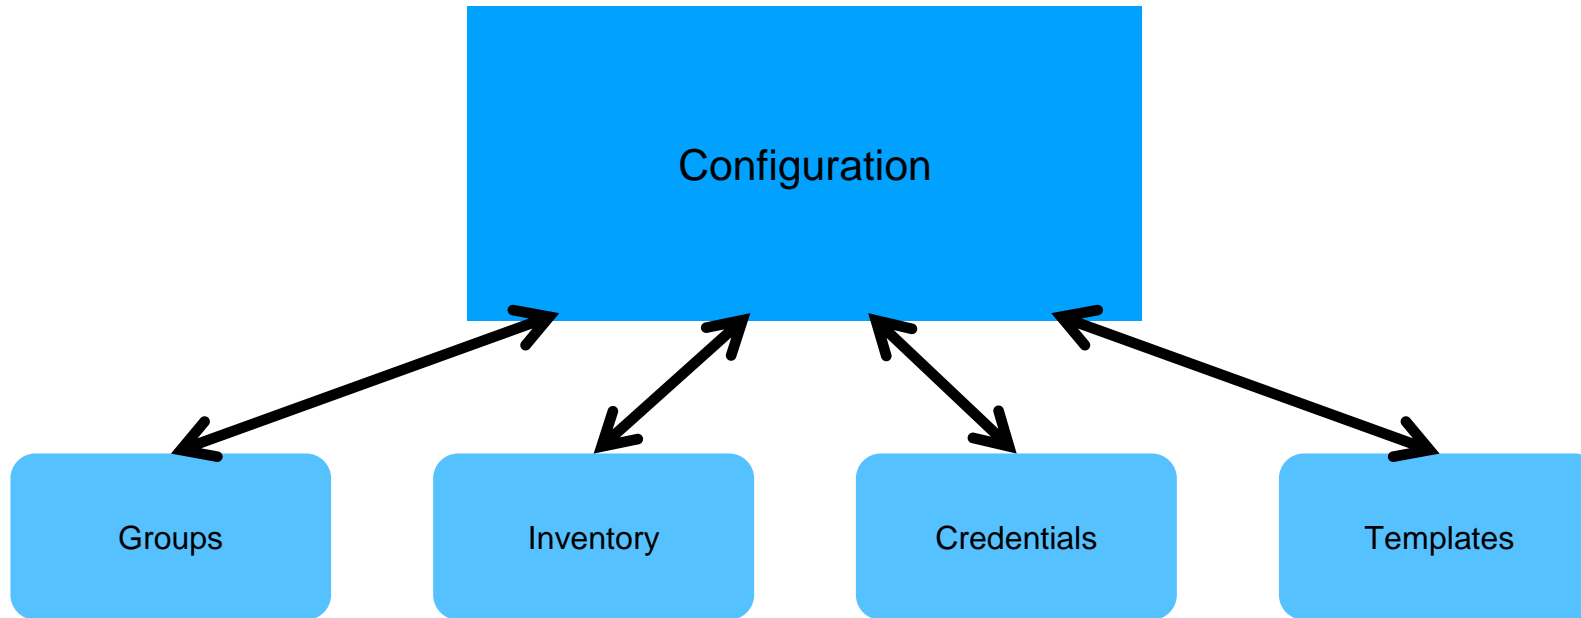 Configuration
Groups
Inventory
Credentials
Templates